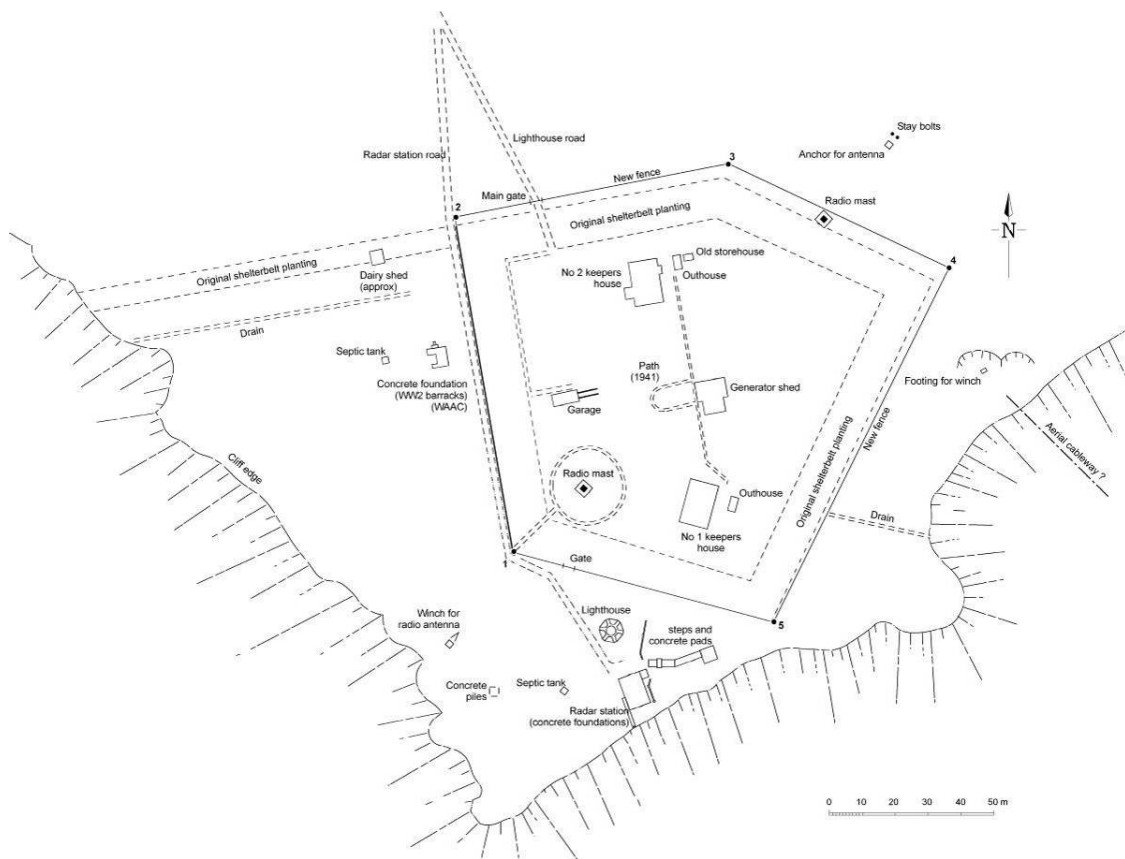 Stay bolts
Lighthouse road
Radar station road
Anchor for antenna
3
New fence
Main gate
2
Radio mast
Original shelterbelt planting
N
Old storehouse
Outhouse
No 2 keepers
house
4
Original shelterbelt planting
Dairy shed
(approx)
Drain
Septic tank
Concrete foundation
(WW2 barracks)
(WAAC)
Path
(1941)
Generator shed
Garage
Footing for winch
New fence
Aerial cableway ?
Original shelterbelt planting
Cliff edge
Radio mast
Outhouse
No 1 keepers
house
Drain
1
Gate
Lighthouse
5
steps and
concrete pads
Winch for
radio antenna
Concrete
piles
Septic tank
Radar station
(concrete foundations)
0 10 20 30 40 50 m